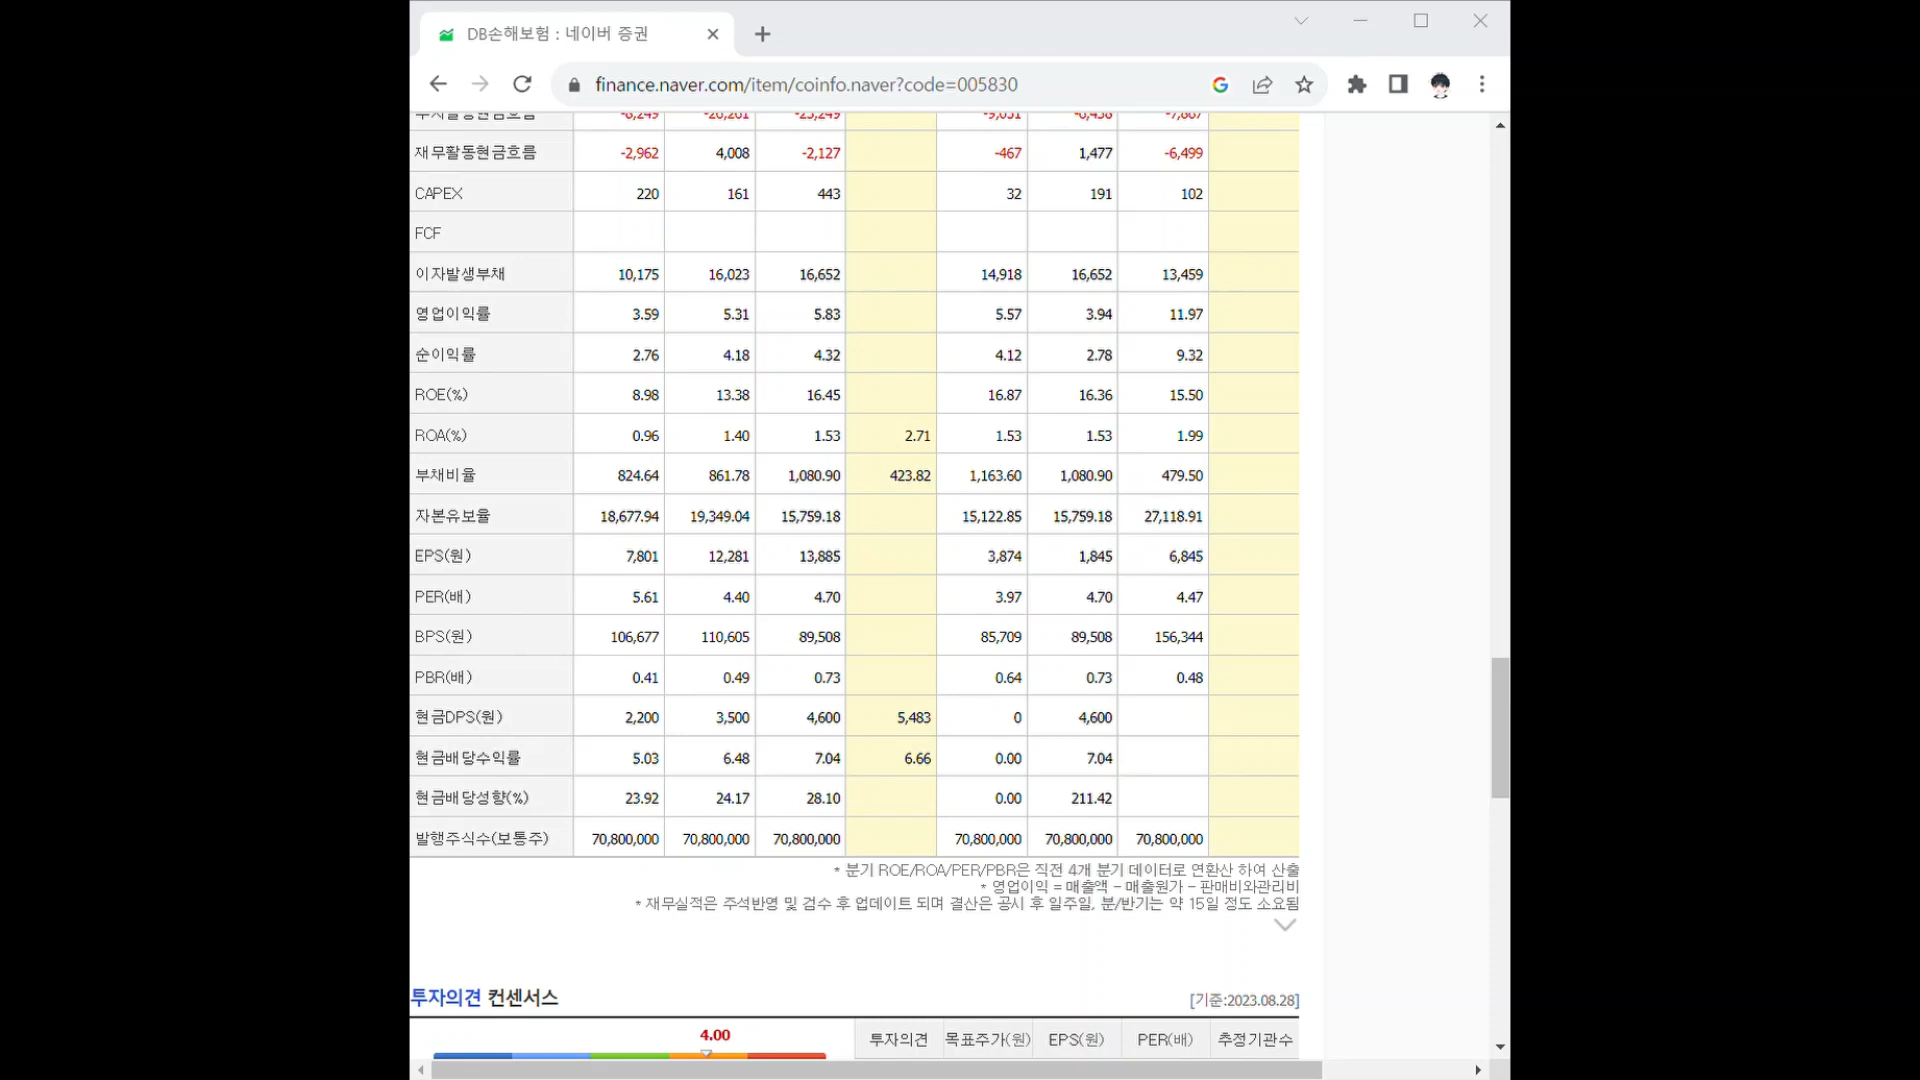 DB손해보험 : 네이버 증권
finance.naver.com/item/coinfo.naver?code=005830
투자활동현금흐름 -8,249 -20,261 -23,249 -9,051 -6,438 -7,867
재무활동현금흐름 -2,962 4,008 -2,127 -467 1,477 -6,499
CAPEX 220 161 443 32 191 102
FCF
이자발생부채 10,175 16,023 16,652 14,918 16,652 13,459
영업이익률 3.59 5.31 5.83 5.57 3.94 11.97
순이익률 2.76 4.18 4.32 4.12 2.78 9.32
ROE(%) 8.98 13.38 16.45 16.87 16.36 15.50
ROA(%) 0.96 1.40 1.53 2.71 1.53 1.53 1.99
부채비율 824.64 861.78 1,080.90 423.82 1,163.60 1,080.90 479.50
자본유보율 18,677.94 19,349.04 15,759.18 15,122.85 15,759.18 27,118.91
EPS(원) 7,801 12,281 13,885 3,874 1,845 6,845
PER(배) 5.61 4.40 4.70 3.97 4.70 4.47
BPS(원) 106,677 110,605 89,508 85,709 89,508 156,344
PBR(배) 0.41 0.49 0.73 0.64 0.73 0.48
현금DPS(원) 2,200 3,500 4,600 5,483 0 4,600
현금배당수익률 5.03 6.48 7.04 6.66 0.00 7.04
현금배당성향(%) 23.92 24.17 28.10 0.00 211.42
발행주식수(보통주) 70,800,000 70,800,000 70,800,000 70,800,000 70,800,000 70,800,000
* 분기 ROE/ROA/PER/PBR은 직전 4개 분기 데이터로 연환산 하여 산출
* 영업이익 = 매출액 - 매출원가 - 판매비와관리비
* 재무실적은 주석반영 및 검수 후 업데이트 되며 결산은 공시 후 일주일, 분/반기는 약 15일 정도 소요됨
투자의견 컨센서스 [기준:2023.08.28]
4.00
투자의견 목표주가(원) EPS(원) PER(배) 추정기관수